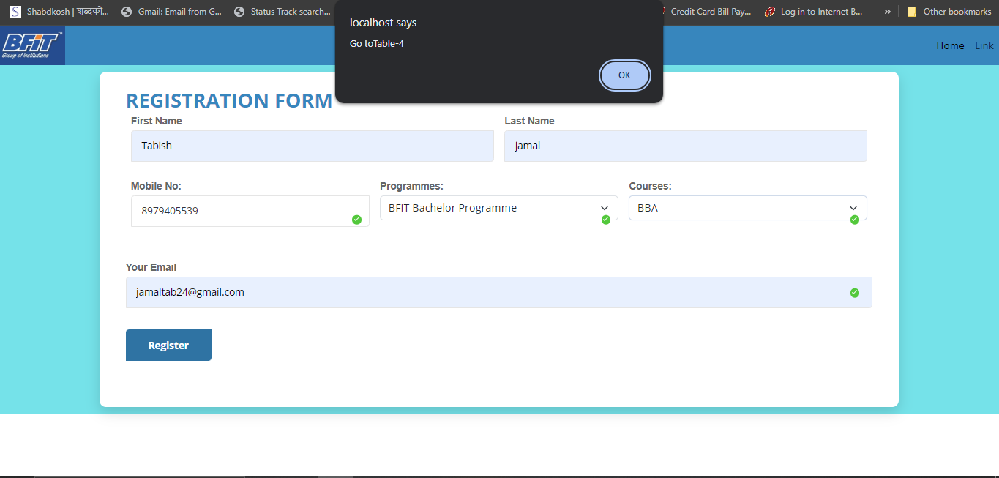 Shabdkosh | शब्दको...
Gmail: Email from G...
Status Track search...
Credit Card Bill Pay...
Log in to Internet B...
»
Other bookmarks
localhost says
Go toTable-4
OK
BFiT™
Group of Institutions
Home Link
REGISTRATION FORM
First Name Last Name
Tabish jamal
Mobile No: Programmes: Courses:
8979405539 BFIT Bachelor Programme BBA
Your Email
jamaltab24@gmail.com
Register